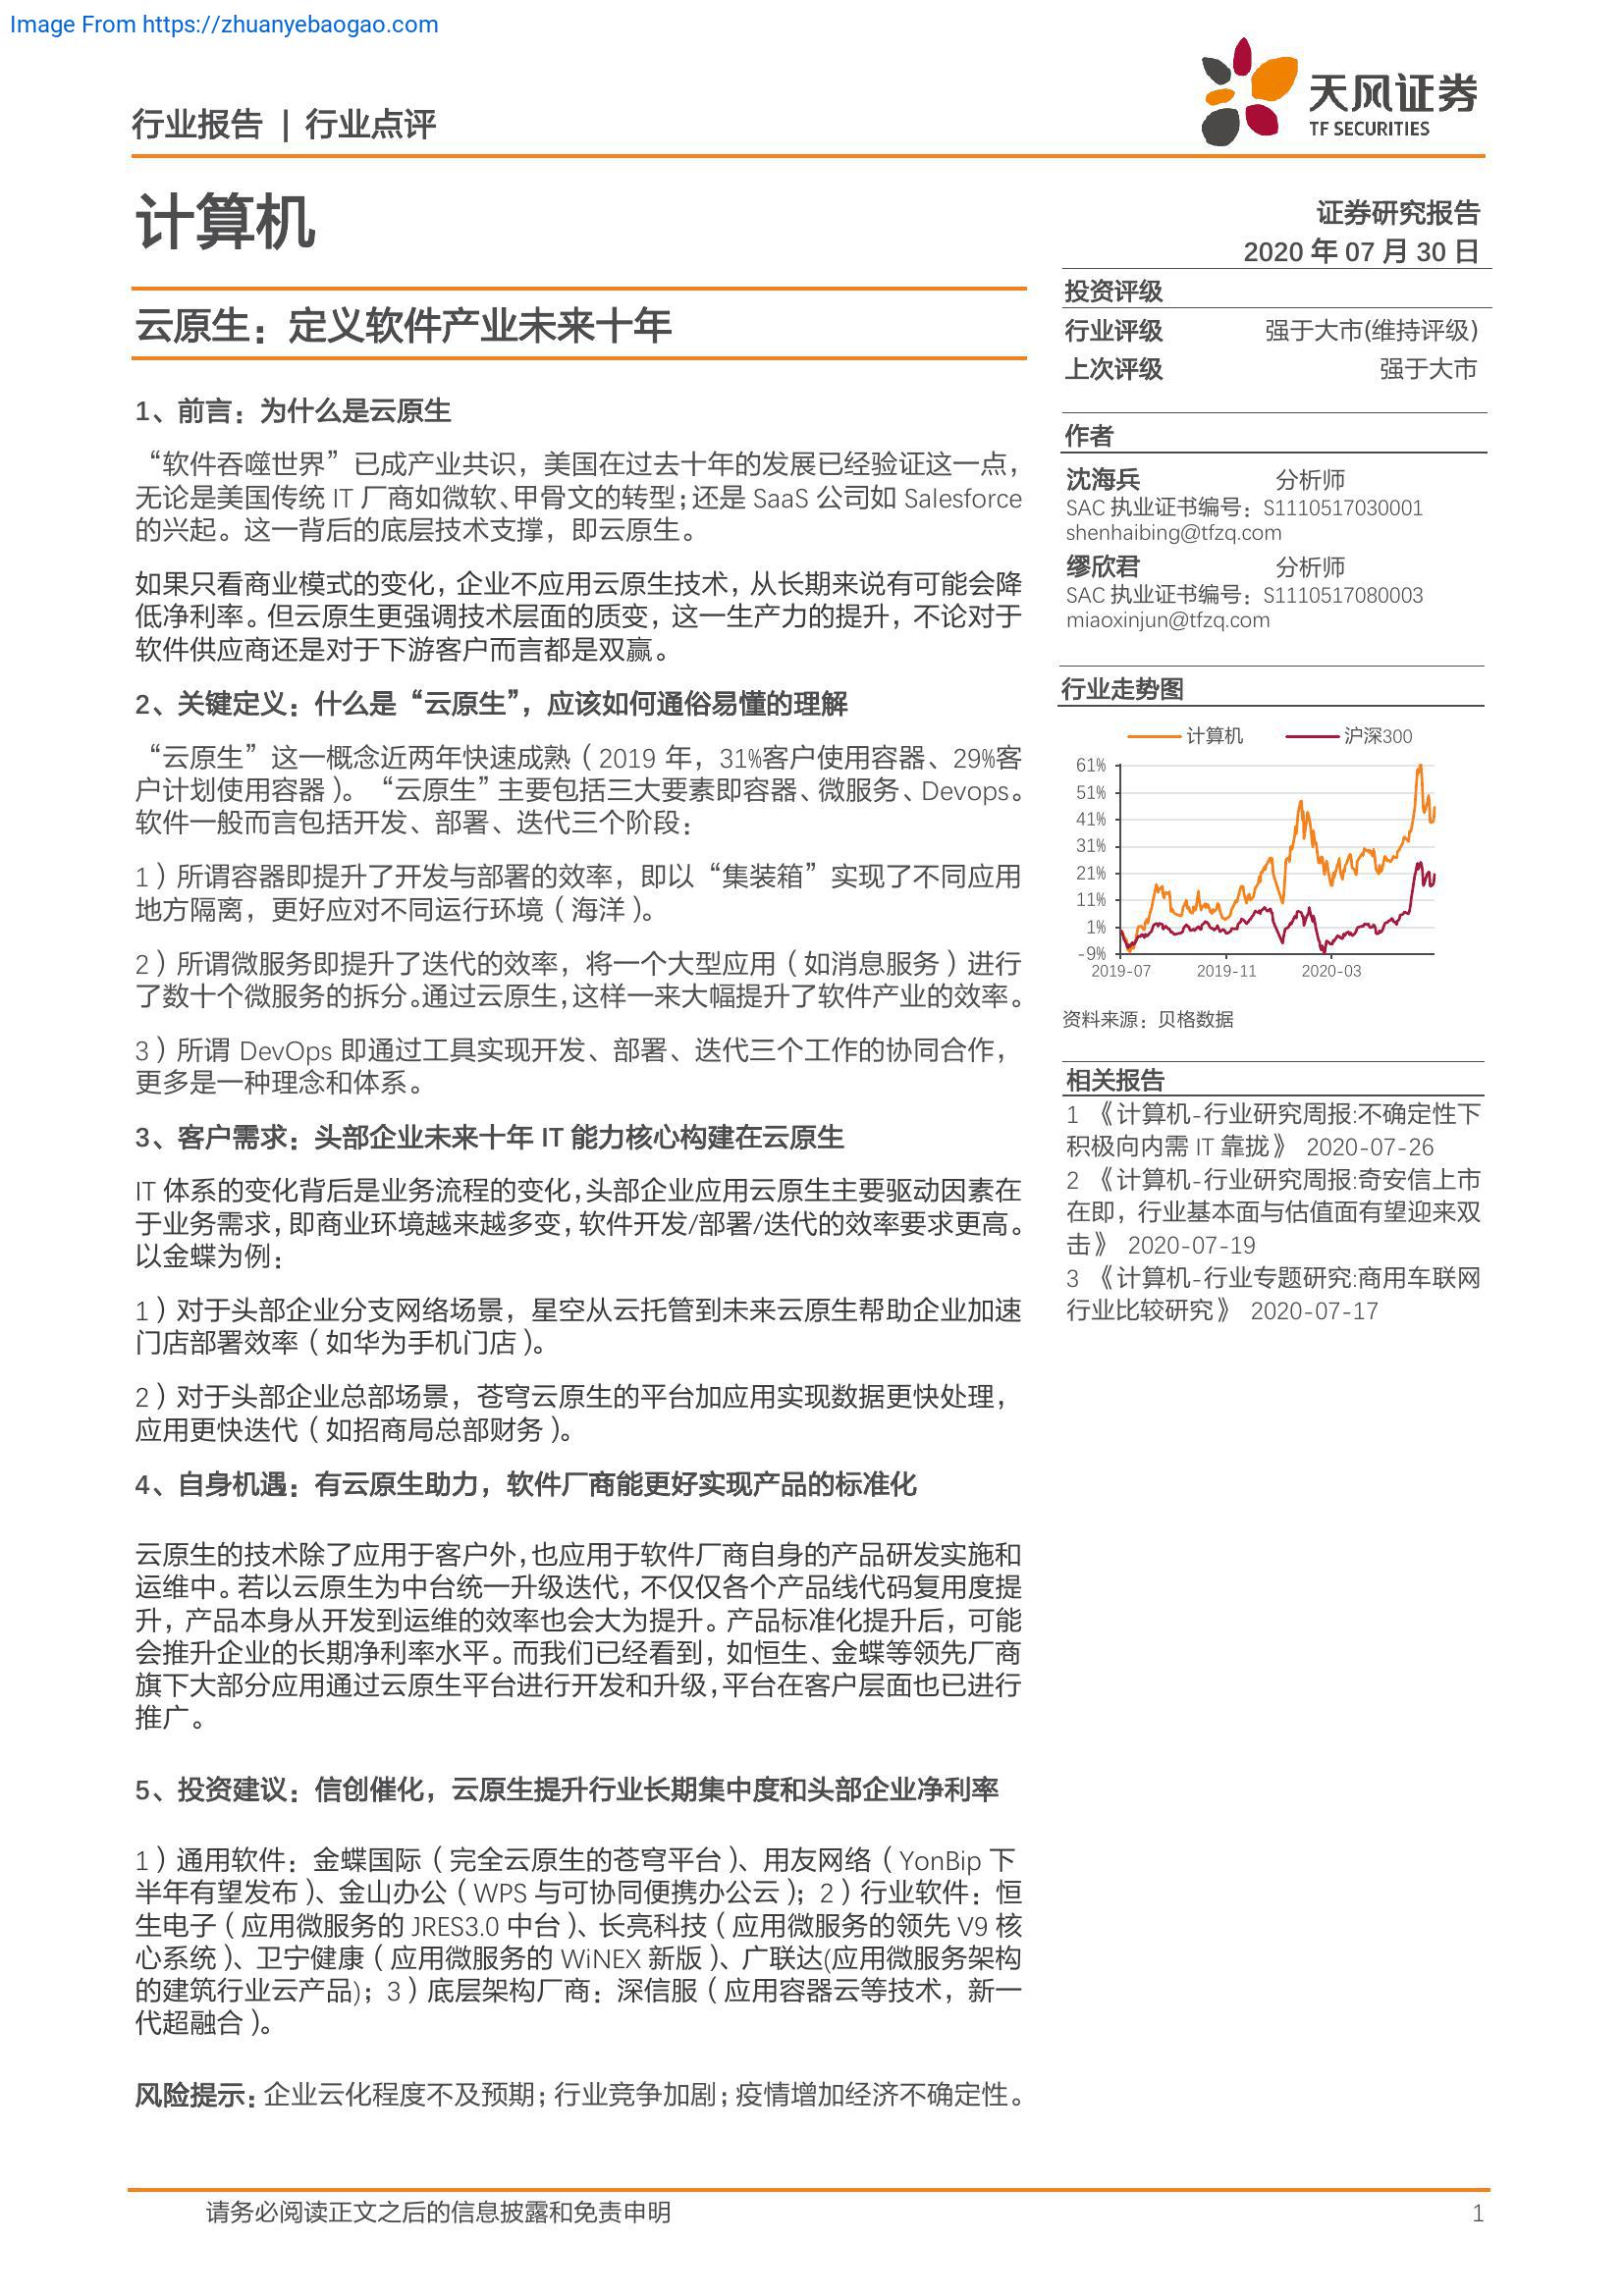 Image From https://zhuanyebaogao.com
行业报告 | 行业点评
天风证券
TF SECURITIES
计算机
证券研究报告
2020 年 07 月 30 日
云原生：定义软件产业未来十年
1、前言：为什么是云原生
“软件吞噬世界”已成产业共识，美国在过去十年的发展已经验证这一点，
无论是美国传统 IT 厂商如微软、甲骨文的转型；还是 SaaS 公司如 Salesforce
的兴起。这一背后的底层技术支撑，即云原生。
如果只看商业模式的变化，企业不应用云原生技术，从长期来说有可能会降
低净利率。但云原生更强调技术层面的质变，这一生产力的提升，不论对于
软件供应商还是对于下游客户而言都是双赢。
2、关键定义：什么是“云原生”，应该如何通俗易懂的理解
“云原生”这一概念近两年快速成熟（2019 年，31%客户使用容器、29%客
户计划使用容器）。“云原生”主要包括三大要素即容器、微服务、Devops。
软件一般而言包括开发、部署、迭代三个阶段：
1）所谓容器即提升了开发与部署的效率，即以“集装箱”实现了不同应用
地方隔离，更好应对不同运行环境（海洋）。
2）所谓微服务即提升了迭代的效率，将一个大型应用（如消息服务）进行
了数十个微服务的拆分。通过云原生，这样一来大幅提升了软件产业的效率。
3）所谓 DevOps 即通过工具实现开发、部署、迭代三个工作的协同合作，
更多是一种理念和体系。
3、客户需求：头部企业未来十年 IT 能力核心构建在云原生
IT 体系的变化背后是业务流程的变化，头部企业应用云原生主要驱动因素在
于业务需求，即商业环境越来越多变，软件开发/部署/迭代的效率要求更高。
以金蝶为例：
1）对于头部企业分支网络场景，星空从云托管到未来云原生帮助企业加速
门店部署效率（如华为手机门店）。
2）对于头部企业总部场景，苍穹云原生的平台加应用实现数据更快处理，
应用更快迭代（如招商局总部财务）。
4、自身机遇：有云原生助力，软件厂商能更好实现产品的标准化
云原生的技术除了应用于客户外，也应用于软件厂商自身的产品研发实施和
运维中。若以云原生为中台统一升级迭代，不仅仅各个产品线代码复用度提
升，产品本身从开发到运维的效率也会大为提升。产品标准化提升后，可能
会推升企业的长期净利率水平。而我们已经看到，如恒生、金蝶等领先厂商
旗下大部分应用通过云原生平台进行开发和升级，平台在客户层面也已进行
推广。
5、投资建议：信创催化，云原生提升行业长期集中度和头部企业净利率
1）通用软件：金蝶国际（完全云原生的苍穹平台）、用友网络（YonBip 下
半年有望发布）、金山办公（WPS 与可协同便携办公云）；2）行业软件：恒
生电子（应用微服务的 JRES3.0 中台）、长亮科技（应用微服务的领先 V9 核
心系统）、卫宁健康（应用微服务的 WiNEX 新版）、广联达(应用微服务架构
的建筑行业云产品)；3）底层架构厂商：深信服（应用容器云等技术，新一
代超融合）。
风险提示：企业云化程度不及预期；行业竞争加剧；疫情增加经济不确定性。
投资评级
行业评级 强于大市(维持评级)
上次评级 强于大市
作者
沈海兵 分析师
SAC 执业证书编号：S1110517030001
shenhaibing@tfzq.com
缪欣君 分析师
SAC 执业证书编号：S1110517080003
miaoxinjun@tfzq.com
行业走势图
计算机 沪深300
61%
51%
41%
31%
21%
11%
1%
-9%
2019-07 2019-11 2020-03
资料来源：贝格数据
相关报告
1 《计算机-行业研究周报:不确定性下
积极向内需 IT 靠拢》 2020-07-26
2 《计算机-行业研究周报:奇安信上市
在即，行业基本面与估值面有望迎来双
击》 2020-07-19
3 《计算机-行业专题研究:商用车联网
行业比较研究》 2020-07-17
请务必阅读正文之后的信息披露和免责申明 1